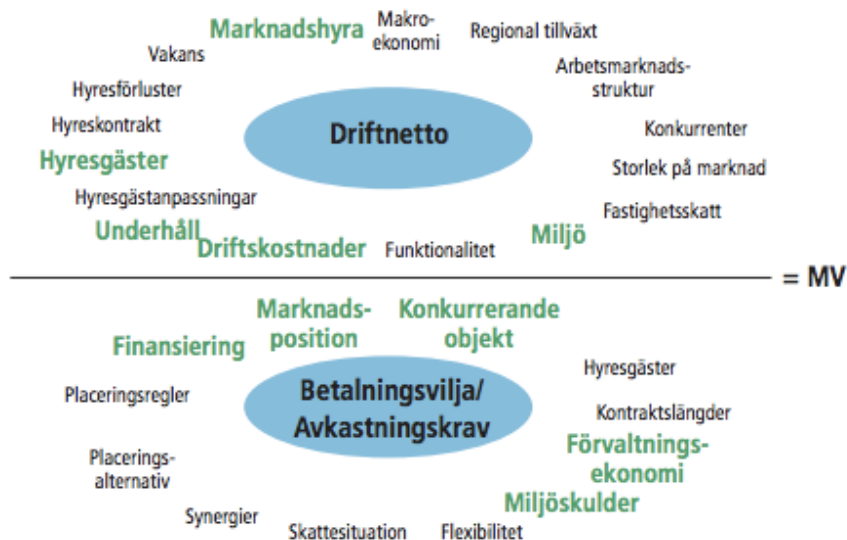 Marknadshyra
Makro-
ekonomi
Regional tillväxt
Vakans
Arbetsmarknads-
struktur
Hyresförluster
Hyreskontrakt
Driftnetto
Konkurrenter
Hyresgäster
Storlek på marknad
Hyresgästanpassningar
Fastighetsskatt
Underhåll
Driftskostnader
Funktionalitet
Miljö
= MV
Marknads-
position
Konkurrerande
objekt
Finansiering
Hyresgäster
Placeringsregler
Betalningsvilja/
Avkastningskrav
Kontraktslängder
Förvaltnings-
ekonomi
Placerings-
alternativ
Miljöskulder
Synergier
Skattesituation
Flexibilitet